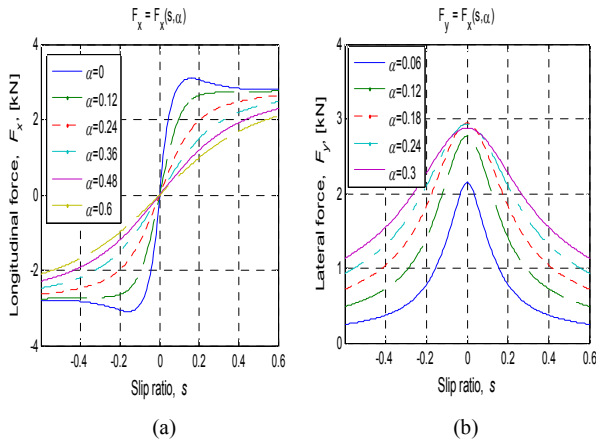 F_x = F_x(s,α)
4
2
0
-2
-4
-0.4 -0.2 0 0.2 0.4 0.6
Longitudinal force, F_x, [kN]
Slip ratio, s
α=0
α=0.12
α=0.24
α=0.36
α=0.48
α=0.6
(a)
F_y = F_x(s,α)
4
3
2
1
0
-0.4 -0.2 0 0.2 0.4 0.6
Lateral force, F_y, [kN]
Slip ratio, s
α=0.06
α=0.12
α=0.18
α=0.24
α=0.3
(b)